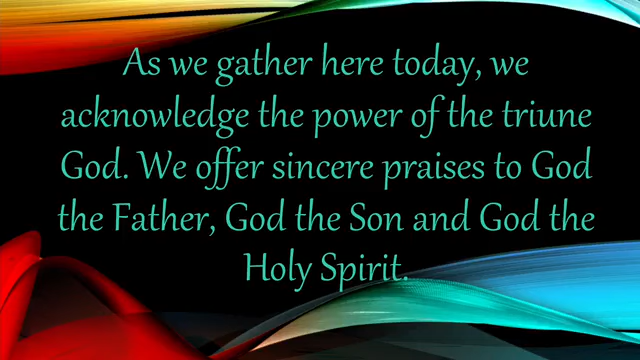 As we gather here today, we
acknowledge the power of the triune
God. We offer sincere praises to God
the Father, God the Son and God the
Holy Spirit.